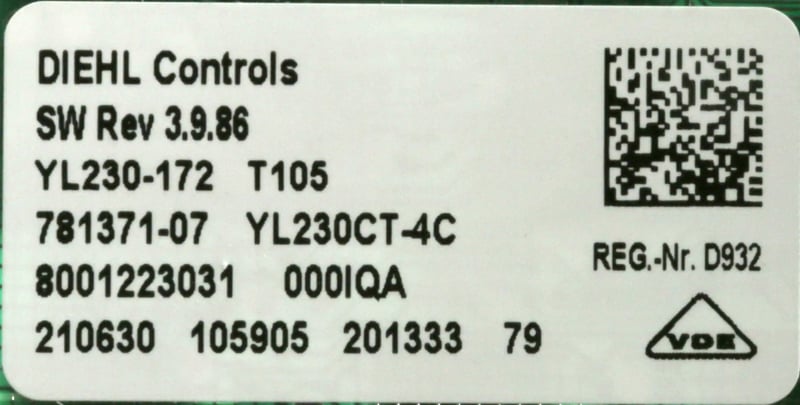 DIEHL Controls
SW Rev 3.9.86
YL230-172 T105
781371-07 YL230CT-4C
8001223031 000IQA
210630 105905 201333 79
REG.-Nr. D932
VDE